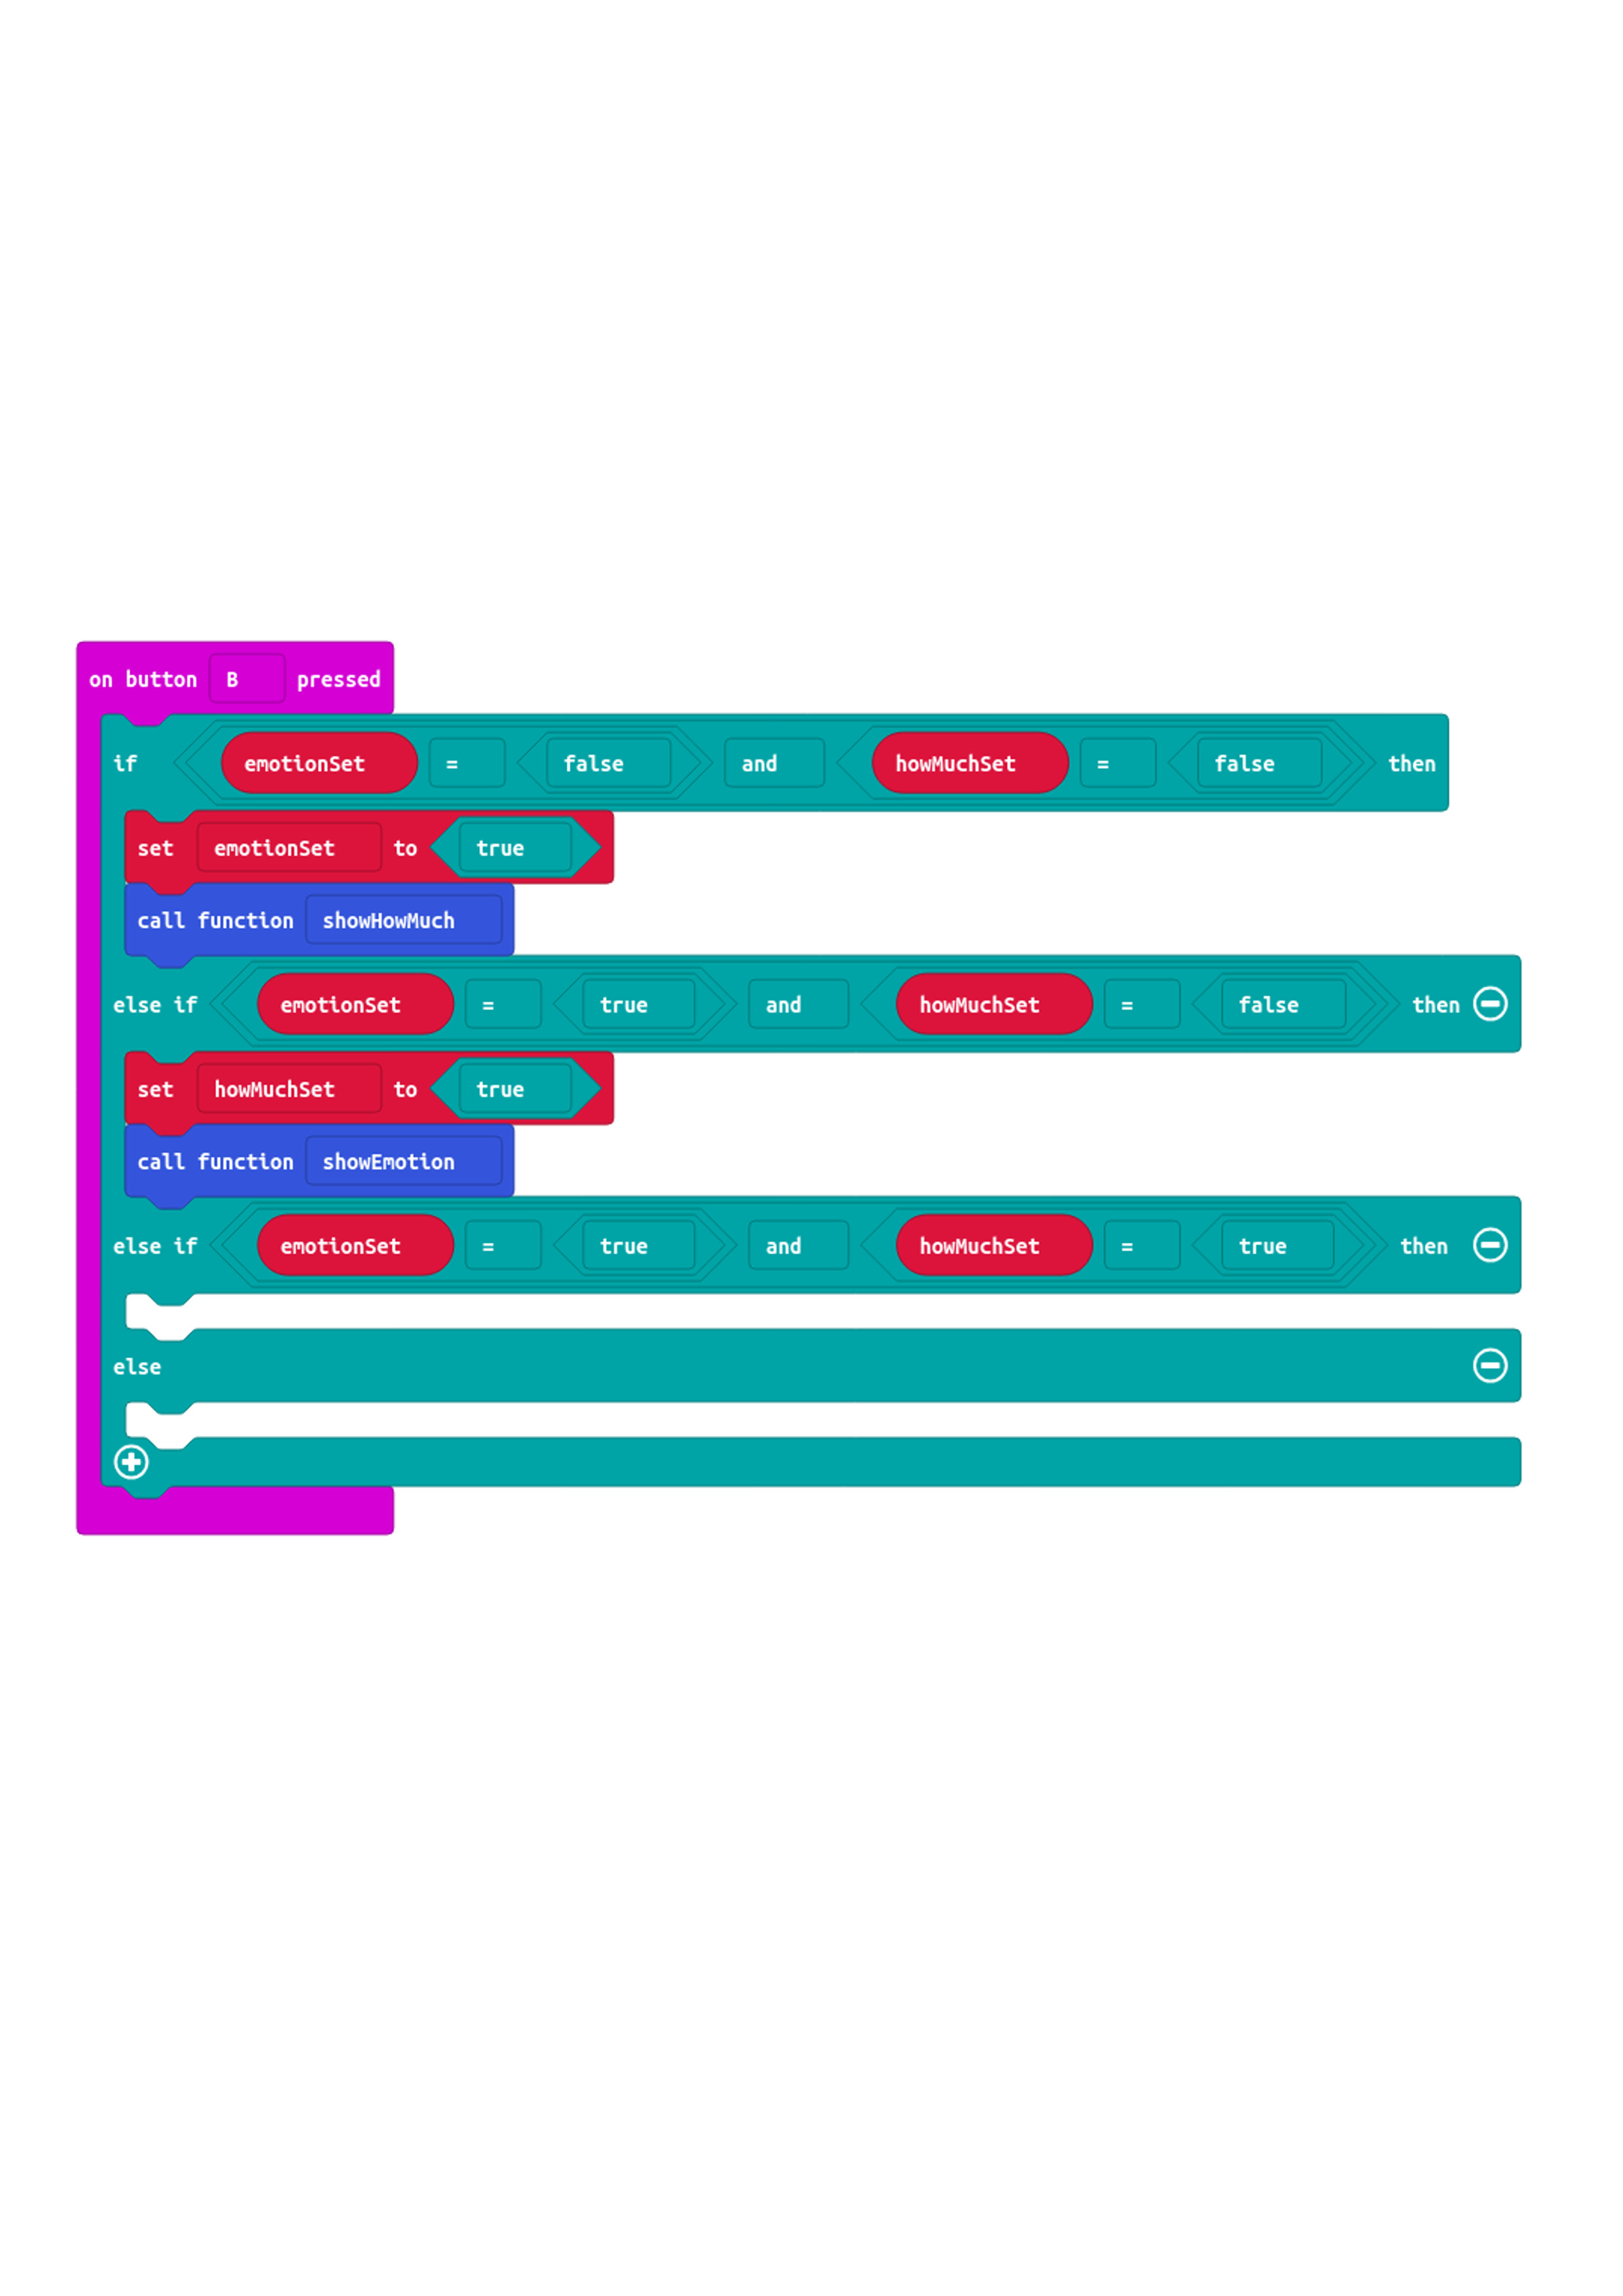 on button B pressed
if emotionSet = false and howMuchSet = false then
set emotionSet to true
call function showHowMuch
else if emotionSet = true and howMuchSet = false then
set howMuchSet to true
call function showEmotion
else if emotionSet = true and howMuchSet = true then
else